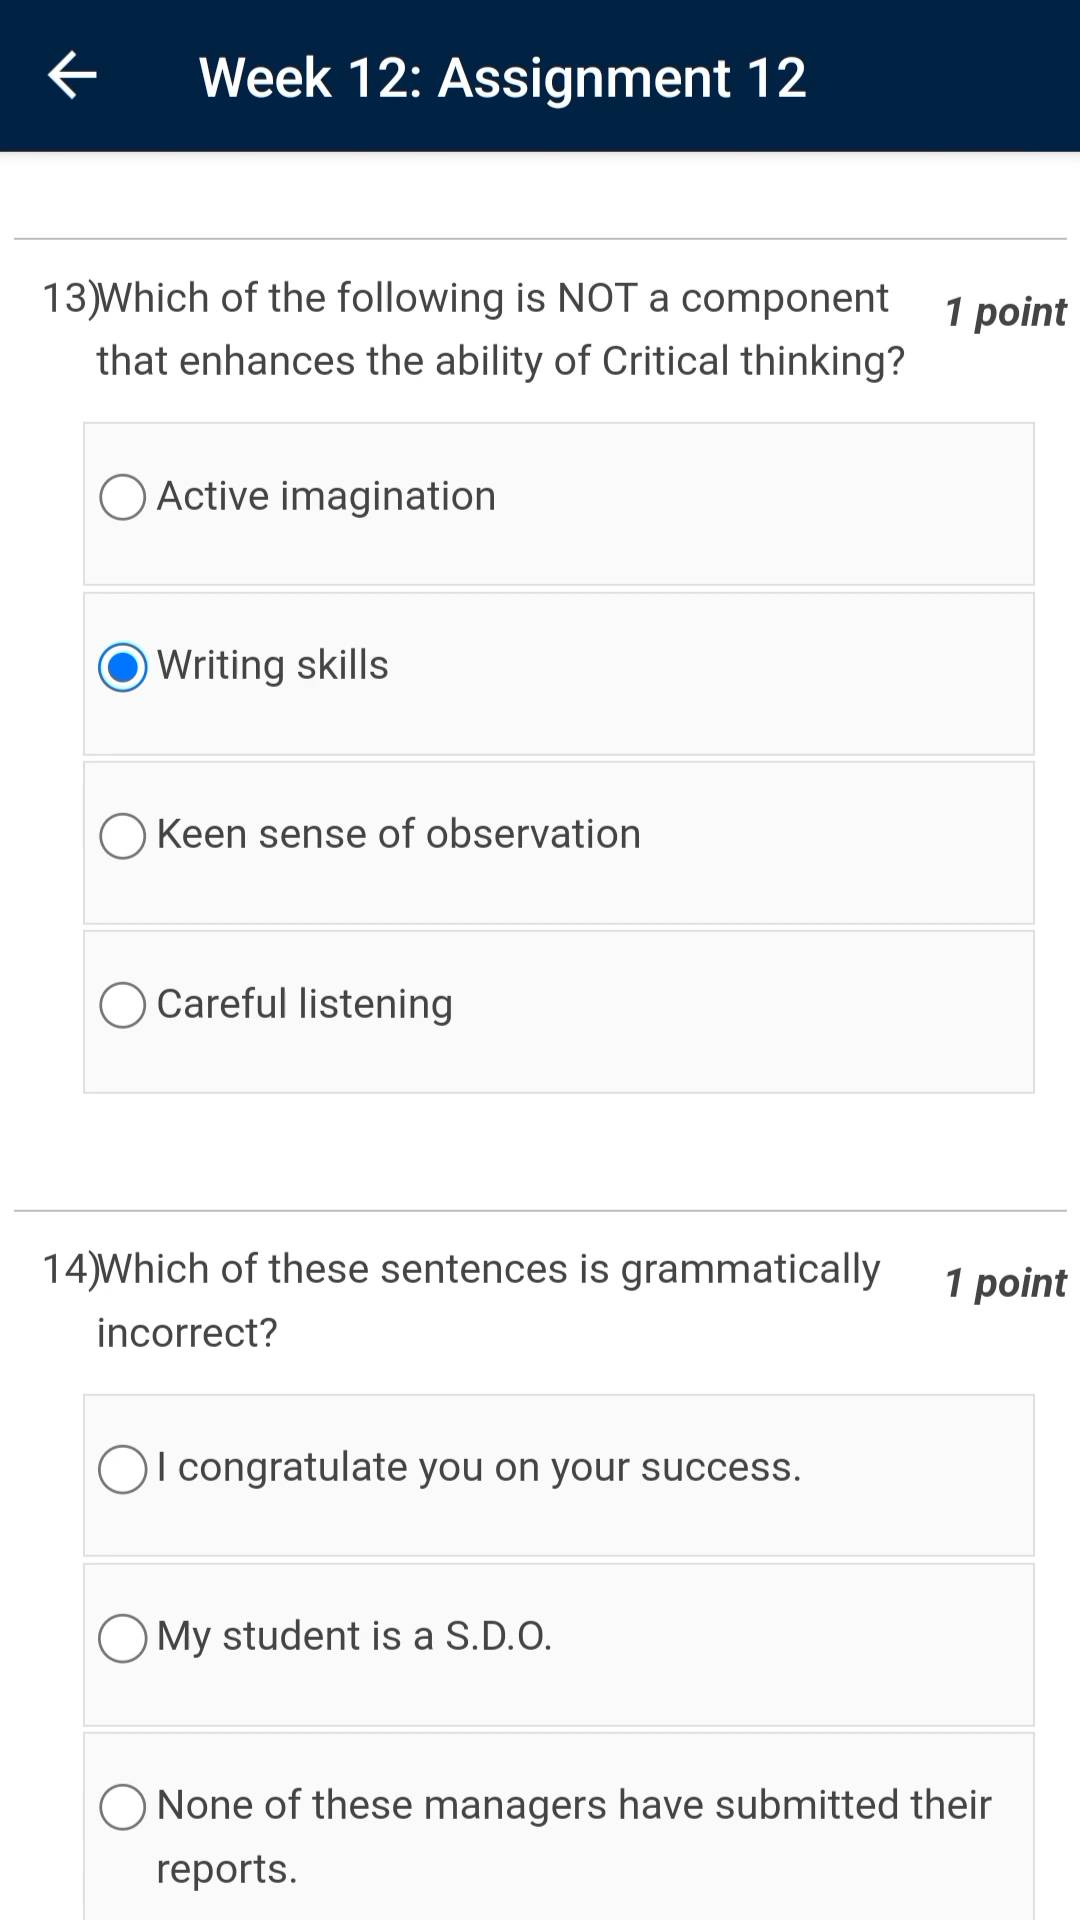 Week 12: Assignment 12
13)Which of the following is NOT a component
1 point
that enhances the ability of Critical thinking?
Active imagination
Writing skills
Keen sense of observation
Careful listening
14)Which of these sentences is grammatically
1 point
incorrect?
I congratulate you on your success.
My student is a S.D.O.
None of these managers have submitted their
reports.